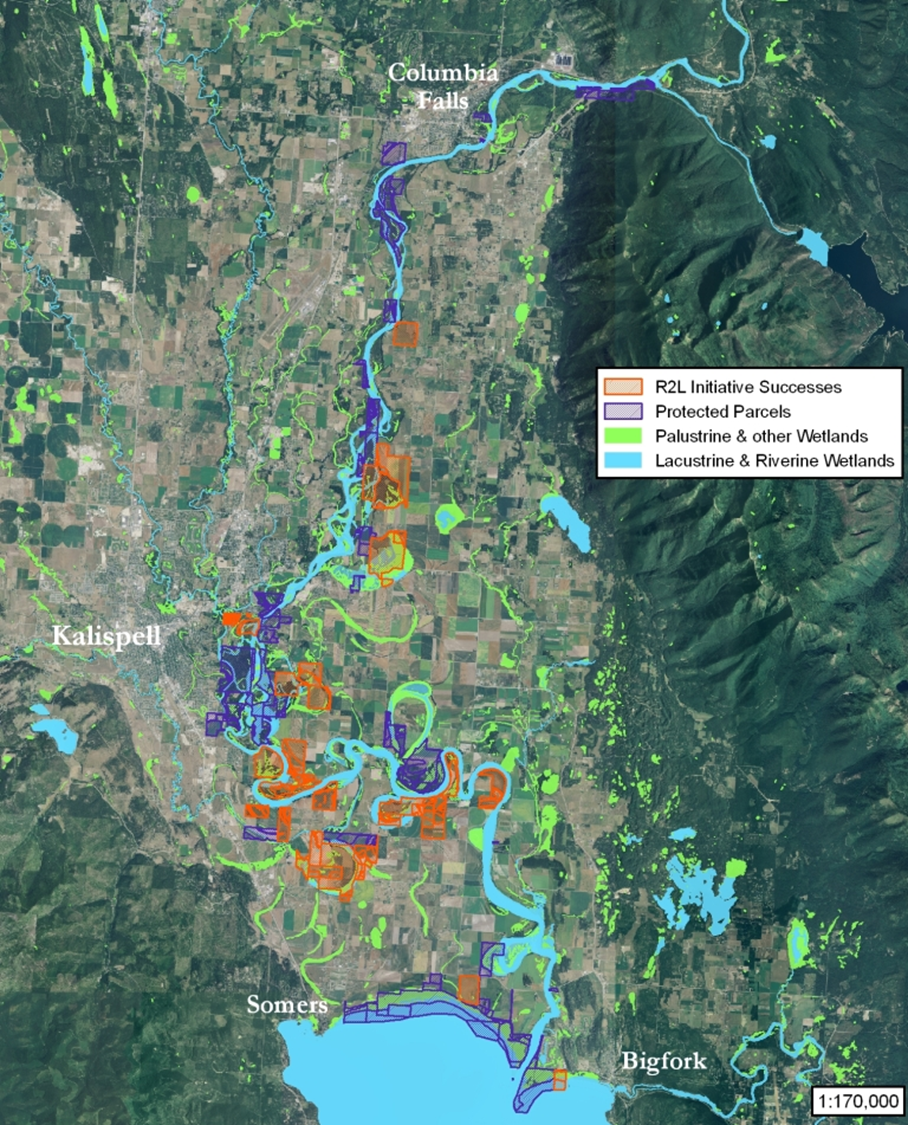 Columbia
Falls
R2L Initiative Successes
Protected Parcels
Palustrine & other Wetlands
Lacustrine & Riverine Wetlands
Kalispell
Somers
Bigfork
1:170,000